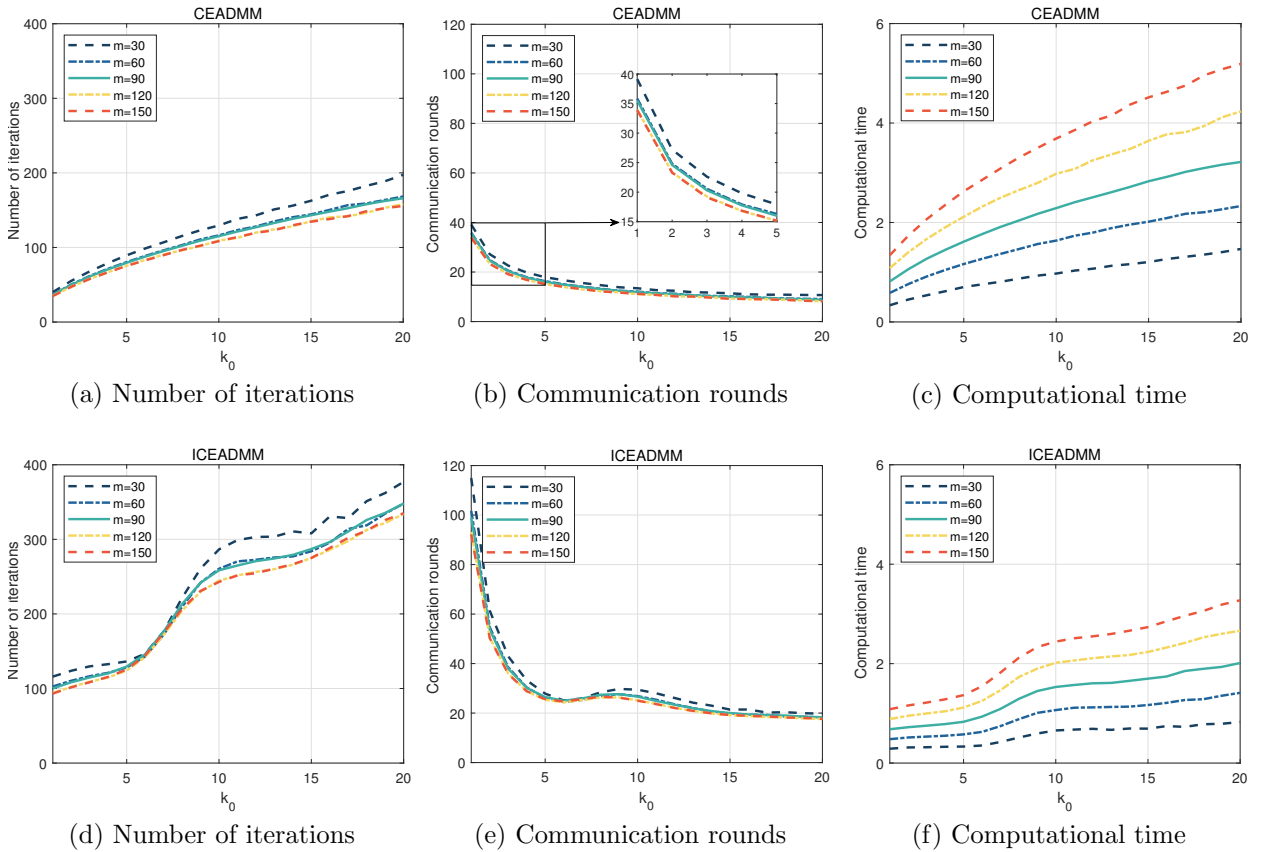 CEADMM
400
300
200
100
0
5
10
15
20
Number of iterations
k0
m=30
m=60
m=90
m=120
m=150
(a) Number of iterations
CEADMM
120
100
80
60
40
20
0
5
10
15
20
Communication rounds
k0
m=30
m=60
m=90
m=120
m=150
40
35
30
25
20
15
1
2
3
4
5
(b) Communication rounds
CEADMM
6
4
2
0
5
10
15
20
Computational time
k0
m=30
m=60
m=90
m=120
m=150
(c) Computational time
ICEADMM
400
300
200
100
0
5
10
15
20
Number of iterations
k0
m=30
m=60
m=90
m=120
m=150
(d) Number of iterations
ICEADMM
120
100
80
60
40
20
0
5
10
15
20
Communication rounds
k0
m=30
m=60
m=90
m=120
m=150
(e) Communication rounds
ICEADMM
6
4
2
0
5
10
15
20
Computational time
k0
m=30
m=60
m=90
m=120
m=150
(f) Computational time